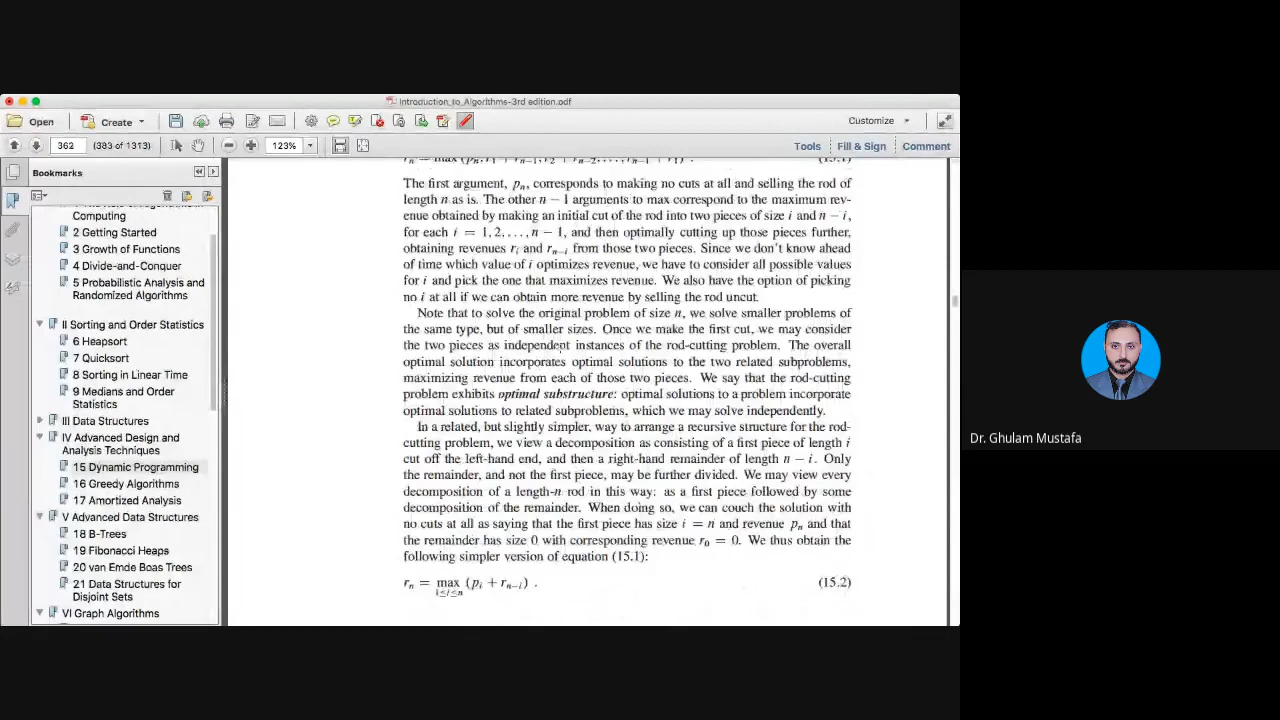 Introduction_to_Algorithms-3rd edition.pdf
Open Create Customize
362 (383 of 1313) 123% Tools Fill & Sign Comment
Bookmarks
Computing
2 Getting Started
3 Growth of Functions
4 Divide-and-Conquer
5 Probabilistic Analysis and
Randomized Algorithms
II Sorting and Order Statistics
6 Heapsort
7 Quicksort
8 Sorting in Linear Time
9 Medians and Order
Statistics
III Data Structures
IV Advanced Design and
Analysis Techniques
15 Dynamic Programming
16 Greedy Algorithms
17 Amortized Analysis
V Advanced Data Structures
18 B-Trees
19 Fibonacci Heaps
20 van Emde Boas Trees
21 Data Structures for
Disjoint Sets
VI Graph Algorithms
The first argument, pₙ, corresponds to making no cuts at all and selling the rod of
length n as is. The other n − 1 arguments to max correspond to the maximum rev-
enue obtained by making an initial cut of the rod into two pieces of size i and n − i,
for each i = 1, 2, . . . , n − 1, and then optimally cutting up those pieces further,
obtaining revenues rᵢ and rₙ₋ᵢ from those two pieces. Since we don't know ahead
of time which value of i optimizes revenue, we have to consider all possible values
for i and pick the one that maximizes revenue. We also have the option of picking
no i at all if we can obtain more revenue by selling the rod uncut.
Note that to solve the original problem of size n, we solve smaller problems of
the same type, but of smaller sizes. Once we make the first cut, we may consider
the two pieces as independent instances of the rod-cutting problem. The overall
optimal solution incorporates optimal solutions to the two related subproblems,
maximizing revenue from each of those two pieces. We say that the rod-cutting
problem exhibits optimal substructure: optimal solutions to a problem incorporate
optimal solutions to related subproblems, which we may solve independently.
In a related, but slightly simpler, way to arrange a recursive structure for the rod-
cutting problem, we view a decomposition as consisting of a first piece of length i
cut off the left-hand end, and then a right-hand remainder of length n − i. Only
the remainder, and not the first piece, may be further divided. We may view every
decomposition of a length-n rod in this way: as a first piece followed by some
decomposition of the remainder. When doing so, we can couch the solution with
no cuts at all as saying that the first piece has size i = n and revenue pₙ and that
the remainder has size 0 with corresponding revenue r₀ = 0. We thus obtain the
following simpler version of equation (15.1):
rₙ = max (pᵢ + rₙ₋ᵢ) . (15.2)
1≤i≤n
Dr. Ghulam Mustafa